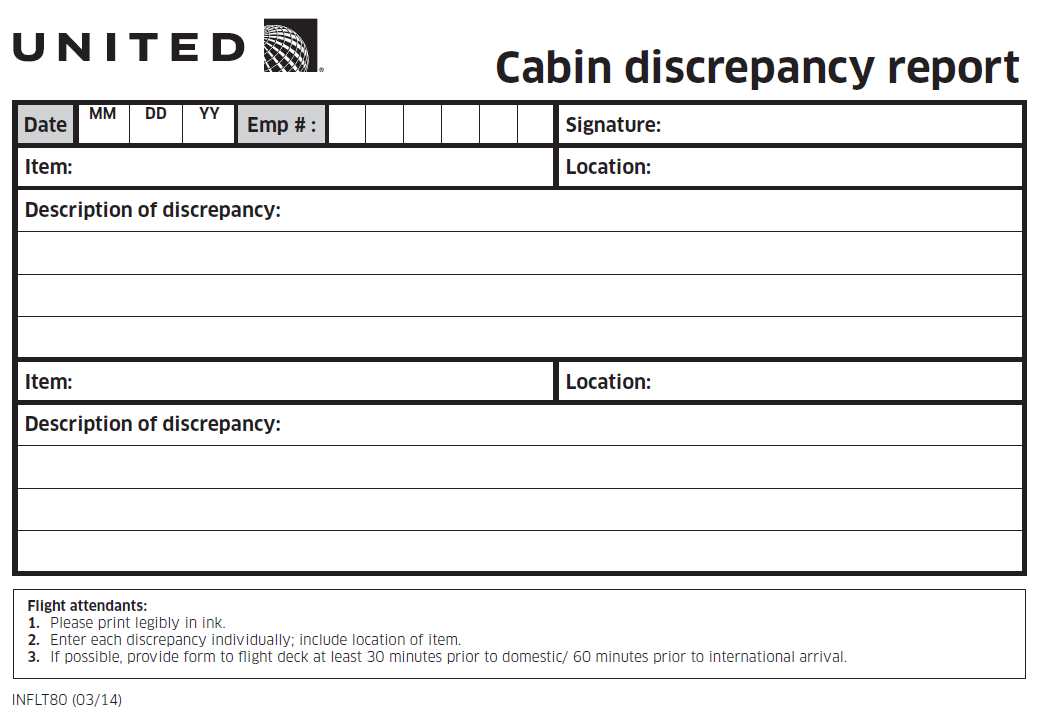 UNITED
Cabin discrepancy report
Date MM DD YY Emp # : Signature:
Item: Location:
Description of discrepancy:
Item: Location:
Description of discrepancy:
Flight attendants:
1. Please print legibly in ink.
2. Enter each discrepancy individually; include location of item.
3. If possible, provide form to flight deck at least 30 minutes prior to domestic/ 60 minutes prior to international arrival.
INFLT80 (03/14)